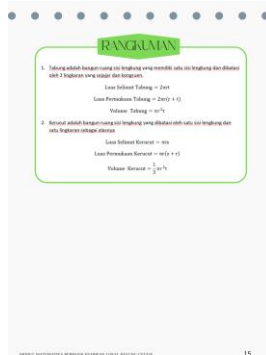 RANGKUMAN
1. Tabung adalah bangun ruang sisi lengkung yang memiliki satu sisi lengkung dan dibatasi
oleh 2 lingkaran yang sejajar dan kongruen.
Luas Selimut Tabung = 2πrt
Luas Permukaan Tabung = 2πr(r + t)
Volume Tabung = πr²t
2. Kerucut adalah bangun ruang sisi lengkung yang dibatasi oleh satu sisi lengkung dan
satu lingkaran sebagai alasnya
Luas Selimut Kerucut = πrs
Luas Permukaan Kerucut = πr(r + s)
Volume Kerucut = 1/3 πr²t
MODUL MATEMATIKA BERBASIS
15